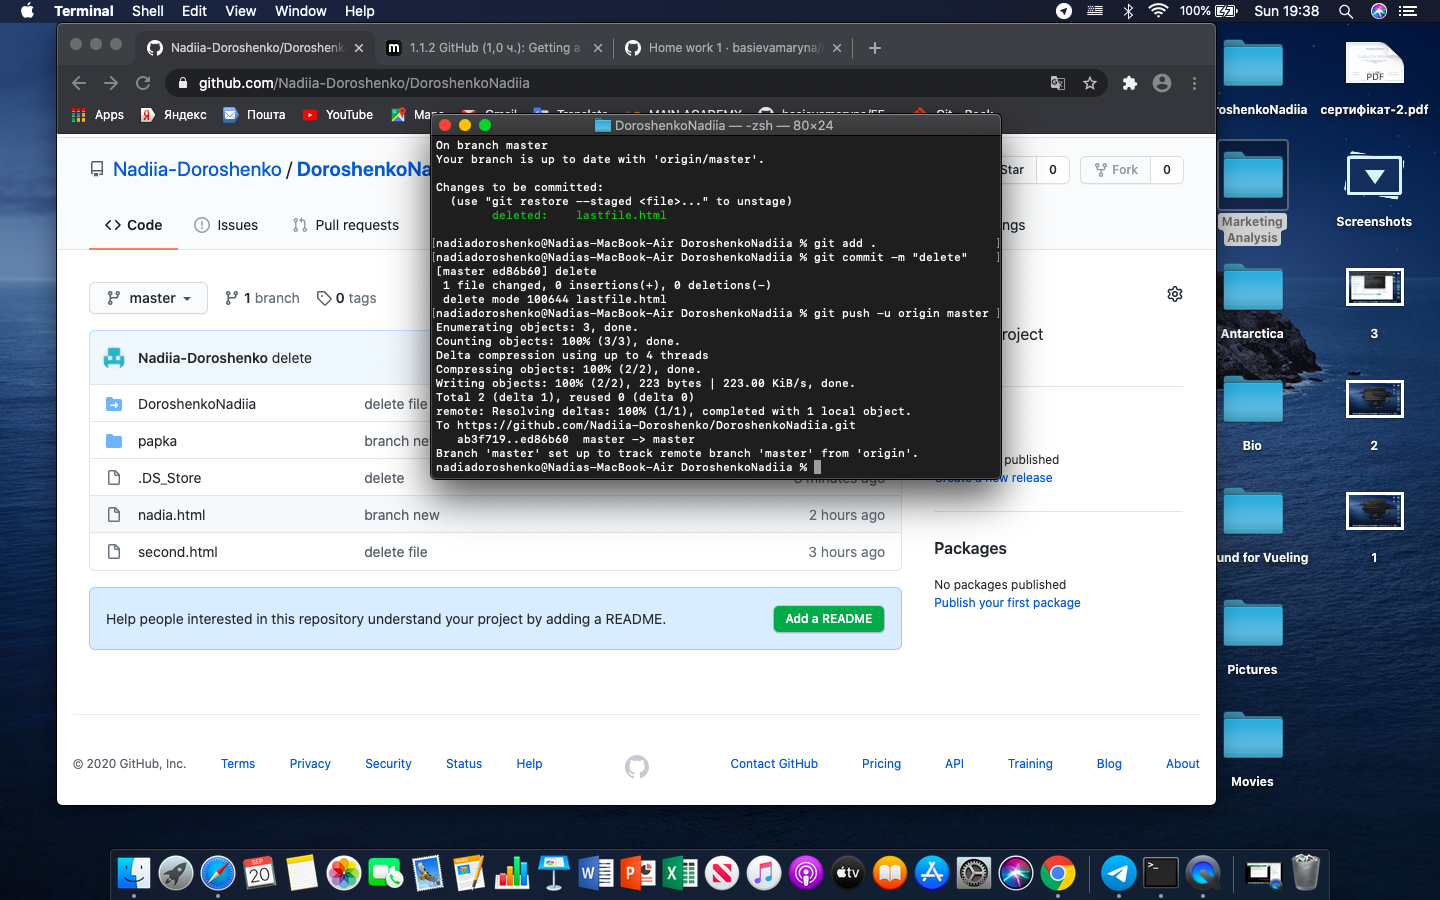 Terminal Shell Edit View Window Help
100% Sun 19:38
Nadiia-Doroshenko/Doroshenk
1.1.2 GitHub (1,0 ч.): Getting a
Home work 1 · basievamaryna/
github.com/Nadiia-Doroshenko/DoroshenkoNadiia
Apps Яндекс Пошта YouTube
Nadiia-Doroshenko / DoroshenkoNa
Star 0 Fork 0
Code Issues Pull requests
ngs
master 1 branch 0 tags
Nadiia-Doroshenko delete
DoroshenkoNadiia delete file
papka branch ne
.DS_Store delete
nadia.html branch new 2 hours ago
second.html delete file 3 hours ago
Help people interested in this repository understand your project by adding a README.
Add a README
roject
published
Create a new release
Packages
No packages published
Publish your first package
© 2020 GitHub, Inc. Terms Privacy Security Status Help Contact GitHub Pricing API Training Blog About
DoroshenkoNadiia — -zsh — 80×24
On branch master
Your branch is up to date with 'origin/master'.
Changes to be committed:
(use "git restore --staged <file>..." to unstage)
deleted: lastfile.html
[nadiadoroshenko@Nadias-MacBook-Air DoroshenkoNadiia % git add . ]
[nadiadoroshenko@Nadias-MacBook-Air DoroshenkoNadiia % git commit -m "delete" ]
[master ed86b60] delete
1 file changed, 0 insertions(+), 0 deletions(-)
delete mode 100644 lastfile.html
[nadiadoroshenko@Nadias-MacBook-Air DoroshenkoNadiia % git push -u origin master ]
Enumerating objects: 3, done.
Counting objects: 100% (3/3), done.
Delta compression using up to 4 threads
Compressing objects: 100% (2/2), done.
Writing objects: 100% (2/2), 223 bytes | 223.00 KiB/s, done.
Total 2 (delta 1), reused 0 (delta 0)
remote: Resolving deltas: 100% (1/1), completed with 1 local object.
To https://github.com/Nadiia-Doroshenko/DoroshenkoNadiia.git
ab3f719..ed86b60 master -> master
Branch 'master' set up to track remote branch 'master' from 'origin'.
nadiadoroshenko@Nadias-MacBook-Air DoroshenkoNadiia %
roshenkoNadiia
PDF
сертифікат-2.pdf
Marketing
Analysis
Screenshots
Antarctica
3
Bio
2
und for Vueling
1
Pictures
Movies
SEP
20
tv